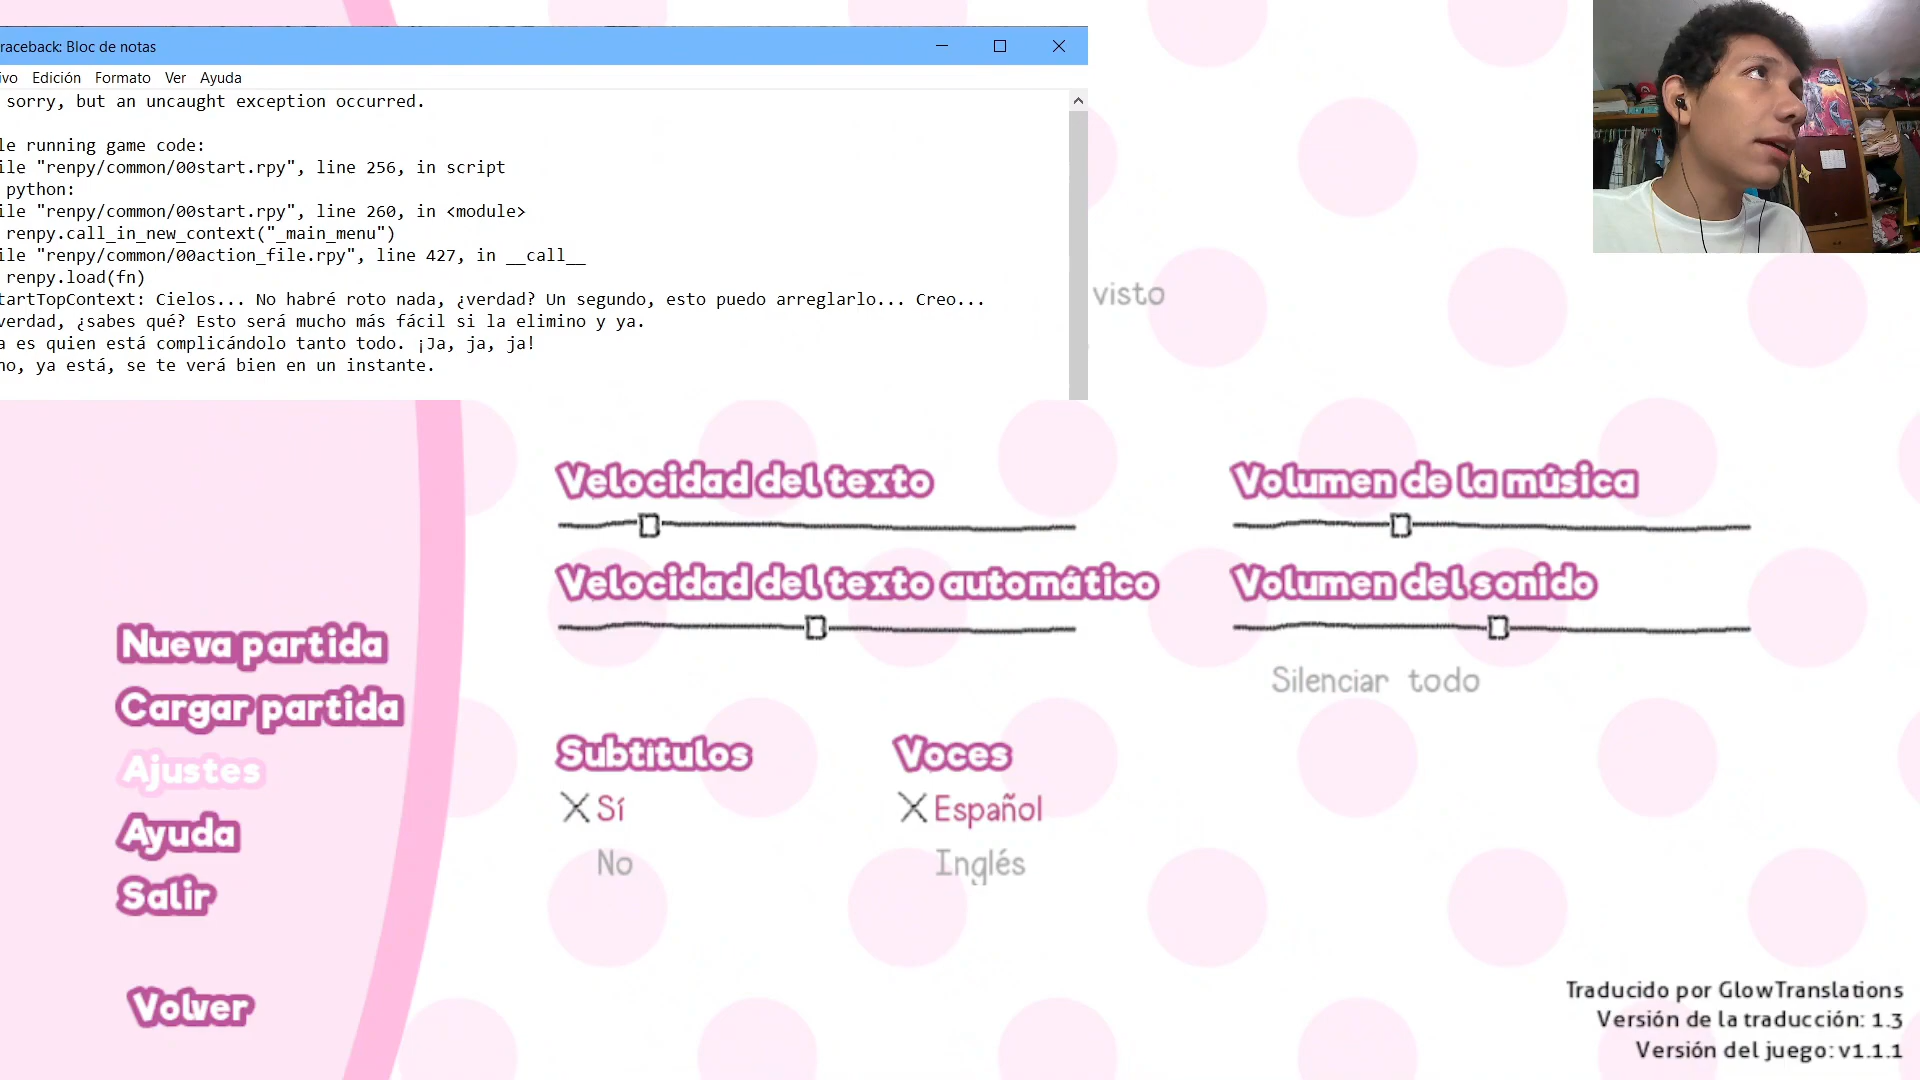 raceback: Bloc de notas
vo Edición Formato Ver Ayuda
sorry, but an uncaught exception occurred.
le running game code:
ile "renpy/common/00start.rpy", line 256, in script
python:
ile "renpy/common/00start.rpy", line 260, in <module>
renpy.call_in_new_context("_main_menu")
ile "renpy/common/00action_file.rpy", line 427, in __call__
renpy.load(fn)
tartTopContext: Cielos... No habré roto nada, ¿verdad? Un segundo, esto puedo arreglarlo... Creo...
verdad, ¿sabes qué? Esto será mucho más fácil si la elimino y ya.
a es quien está complicándolo tanto todo. ¡Ja, ja, ja!
no, ya está, se te verá bien en un instante.
visto
Velocidad del texto
Volumen de la música
Velocidad del texto automático
Volumen del sonido
Silenciar todo
Nueva partida
Cargar partida
Ajustes
Ayuda
Salir
Volver
Subtítulos
Sí
No
Voces
Español
Inglés
Traducido por GlowTranslations
Versión de la traducción: 1.3
Versión del juego: v1.1.1